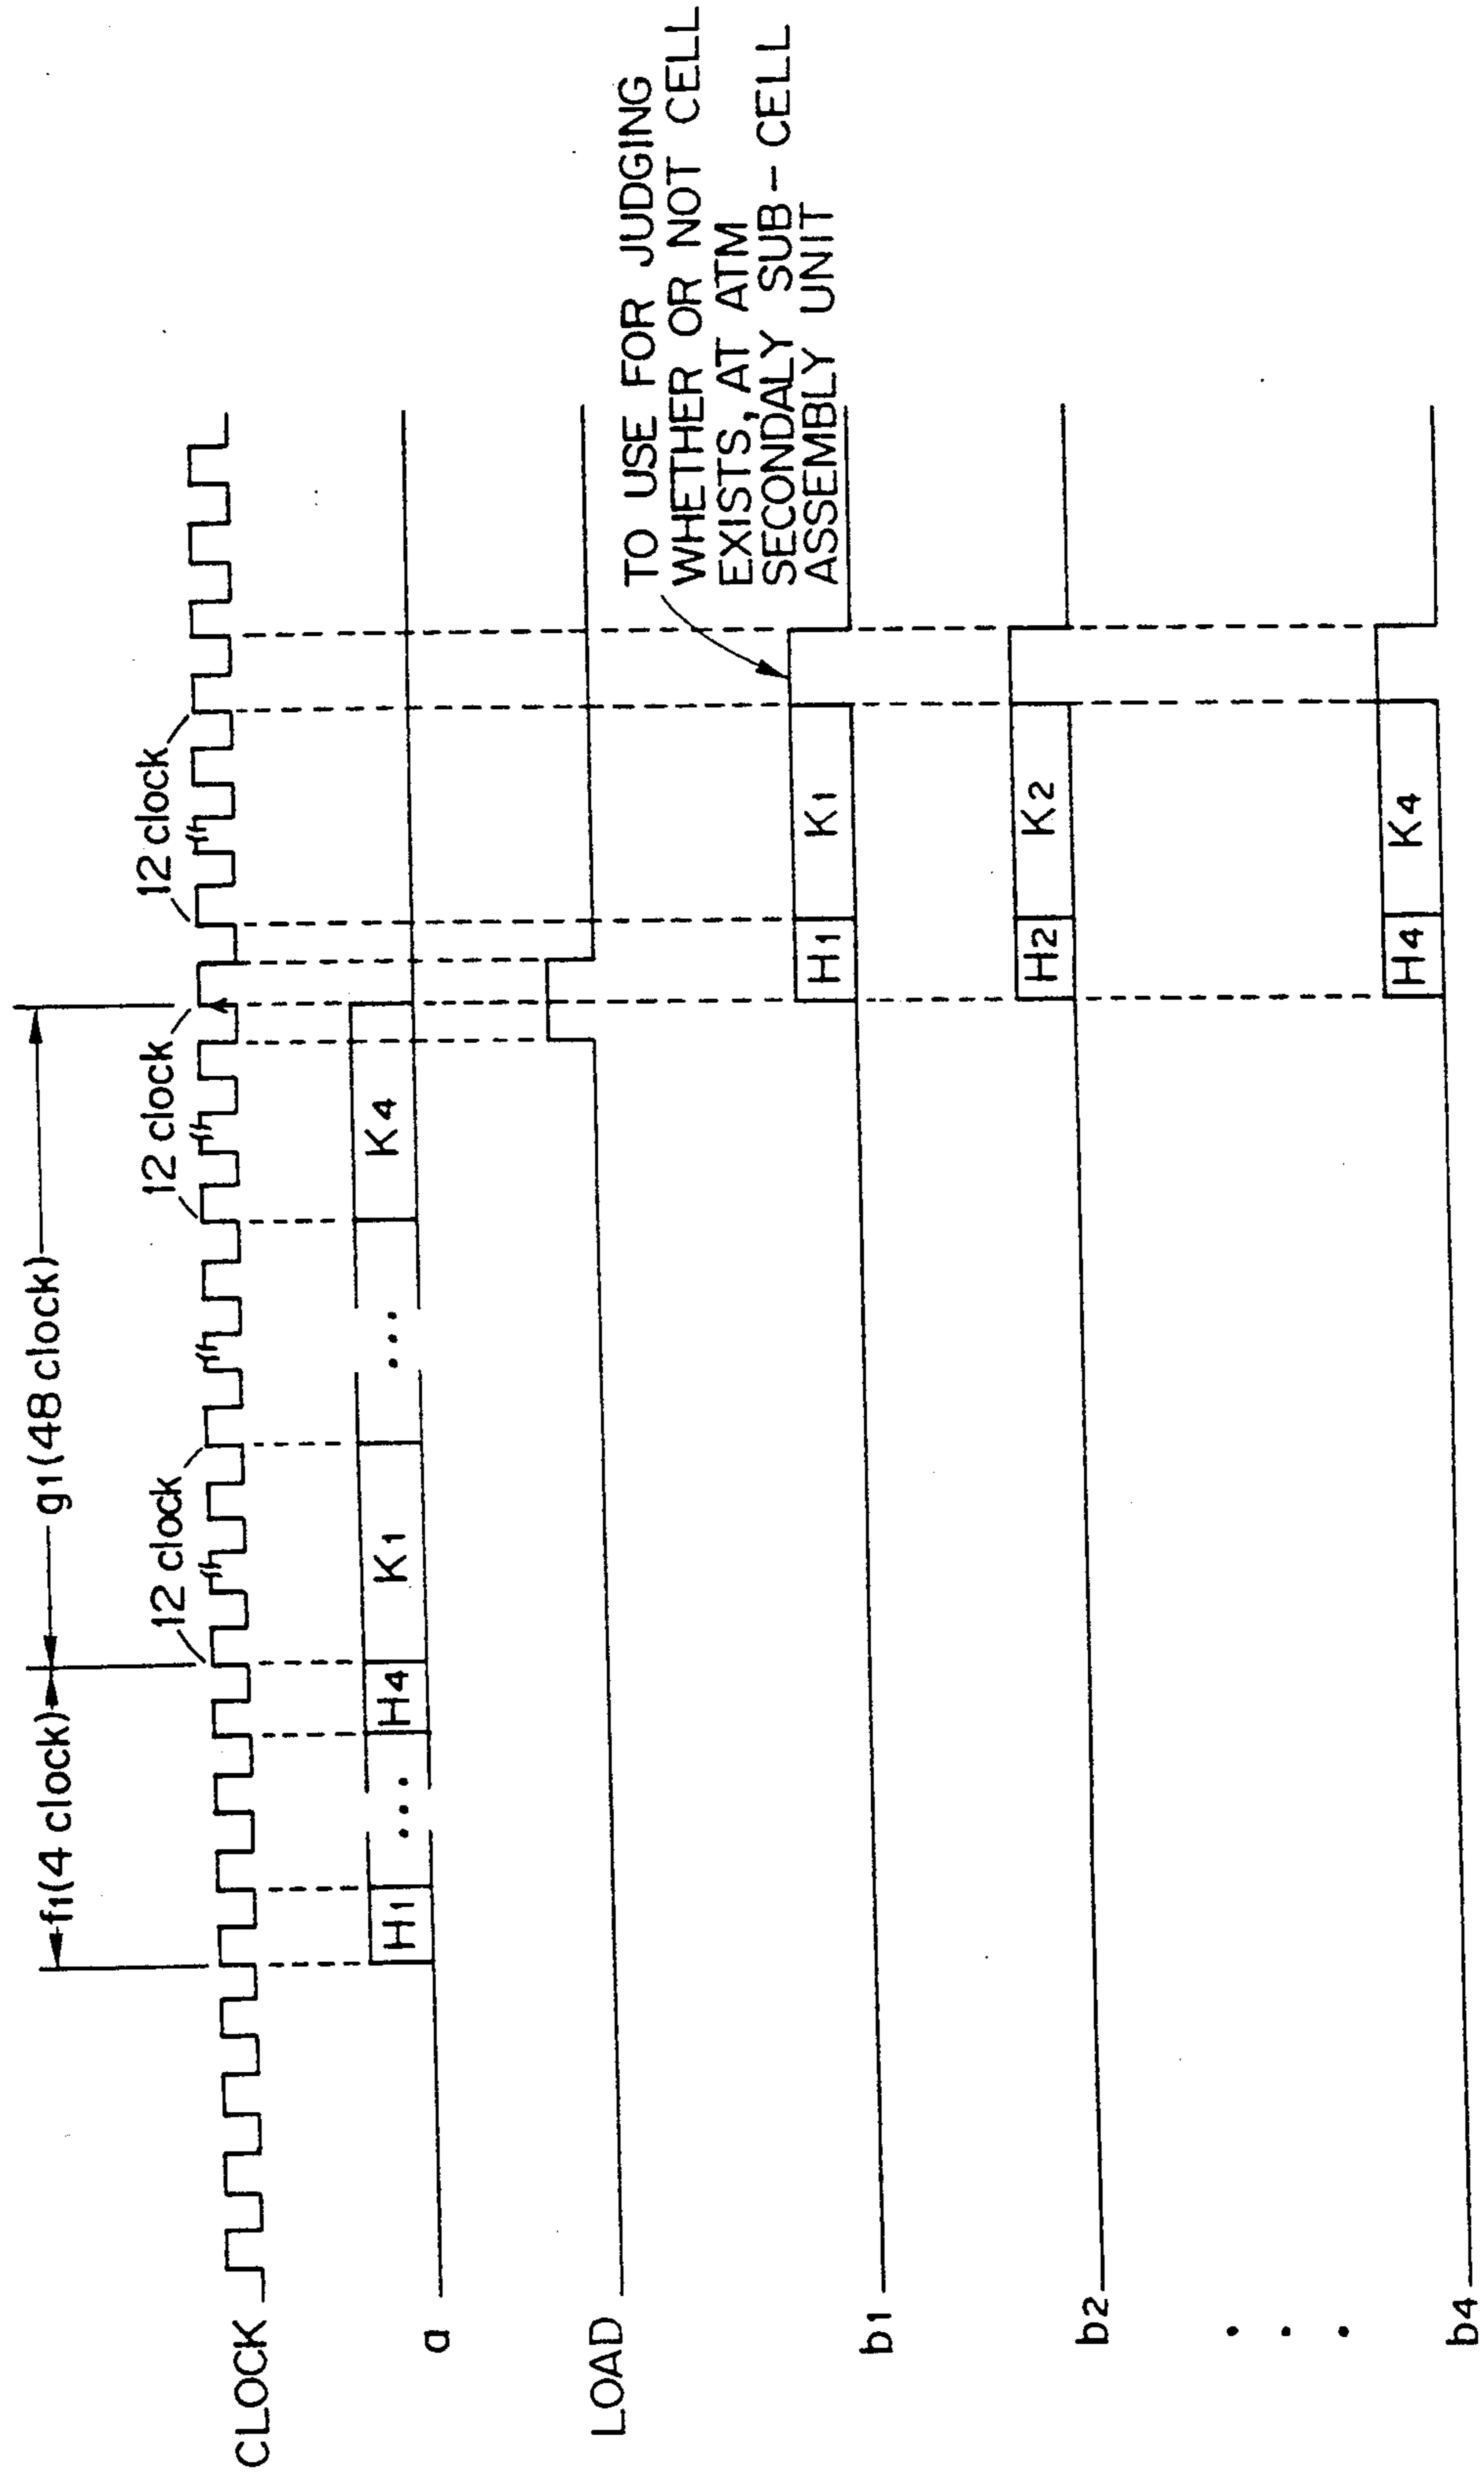 f1(4 clock)
g1(48 clock)
12 clock
12 clock
12 clock
CLOCK
a
H1
...
H4
K1
...
K4
LOAD
TO USE FOR JUDGING
WHETHER OR NOT CELL
EXISTS, AT ATM
SECONDALY SUB-CELL
ASSEMBLY UNIT
b1
H1
K1
b2
H2
K2
b4
H4
K4